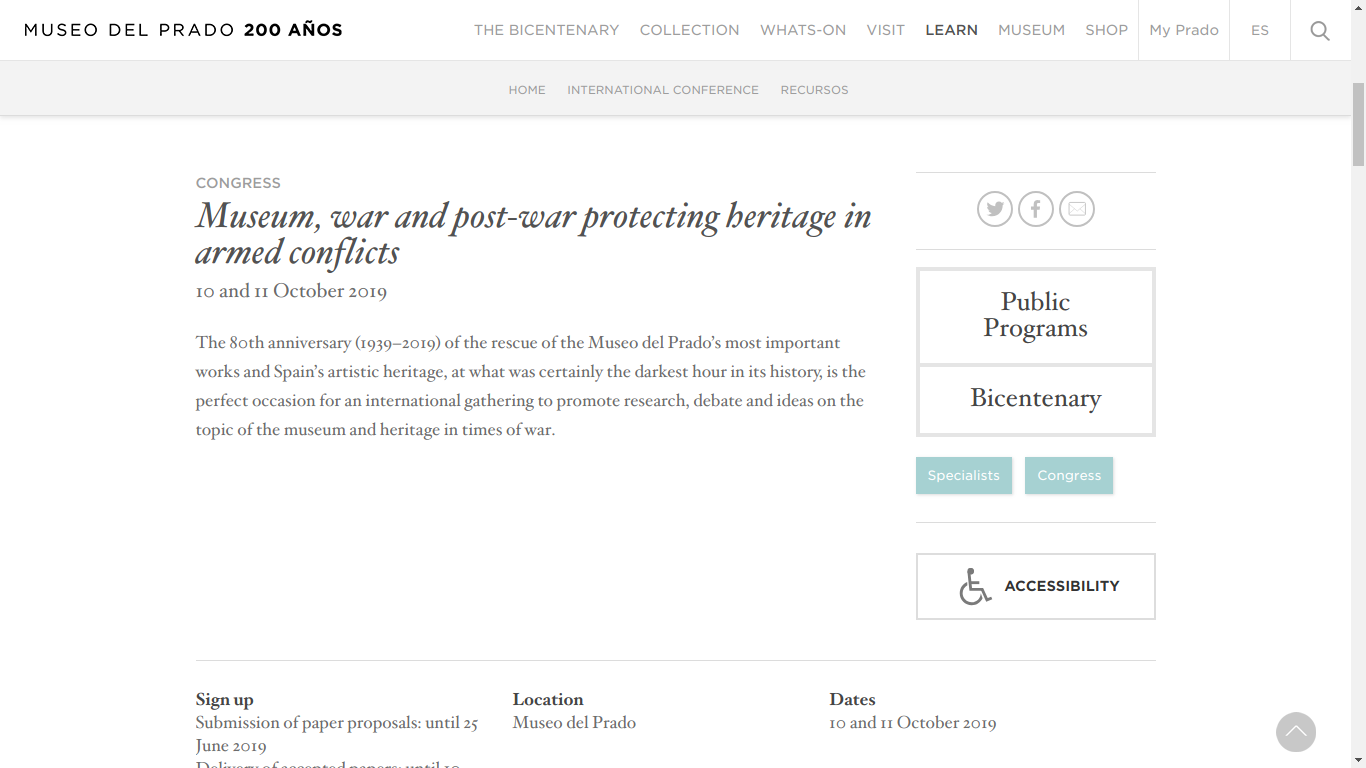 MUSEO DEL PRADO 200 AÑOS
THE BICENTENARY COLLECTION WHATS-ON VISIT LEARN MUSEUM SHOP My Prado ES
HOME INTERNATIONAL CONFERENCE RECURSOS
CONGRESS
Museum, war and post-war protecting heritage in
armed conflicts
10 and 11 October 2019
The 80th anniversary (1939–2019) of the rescue of the Museo del Prado’s most important
works and Spain’s artistic heritage, at what was certainly the darkest hour in its history, is the
perfect occasion for an international gathering to promote research, debate and ideas on the
topic of the museum and heritage in times of war.
Public
Programs
Bicentenary
Specialists Congress
ACCESSIBILITY
Sign up
Submission of paper proposals: until 25
June 2019
Delivery of accepted papers: until 10
Location
Museo del Prado
Dates
10 and 11 October 2019